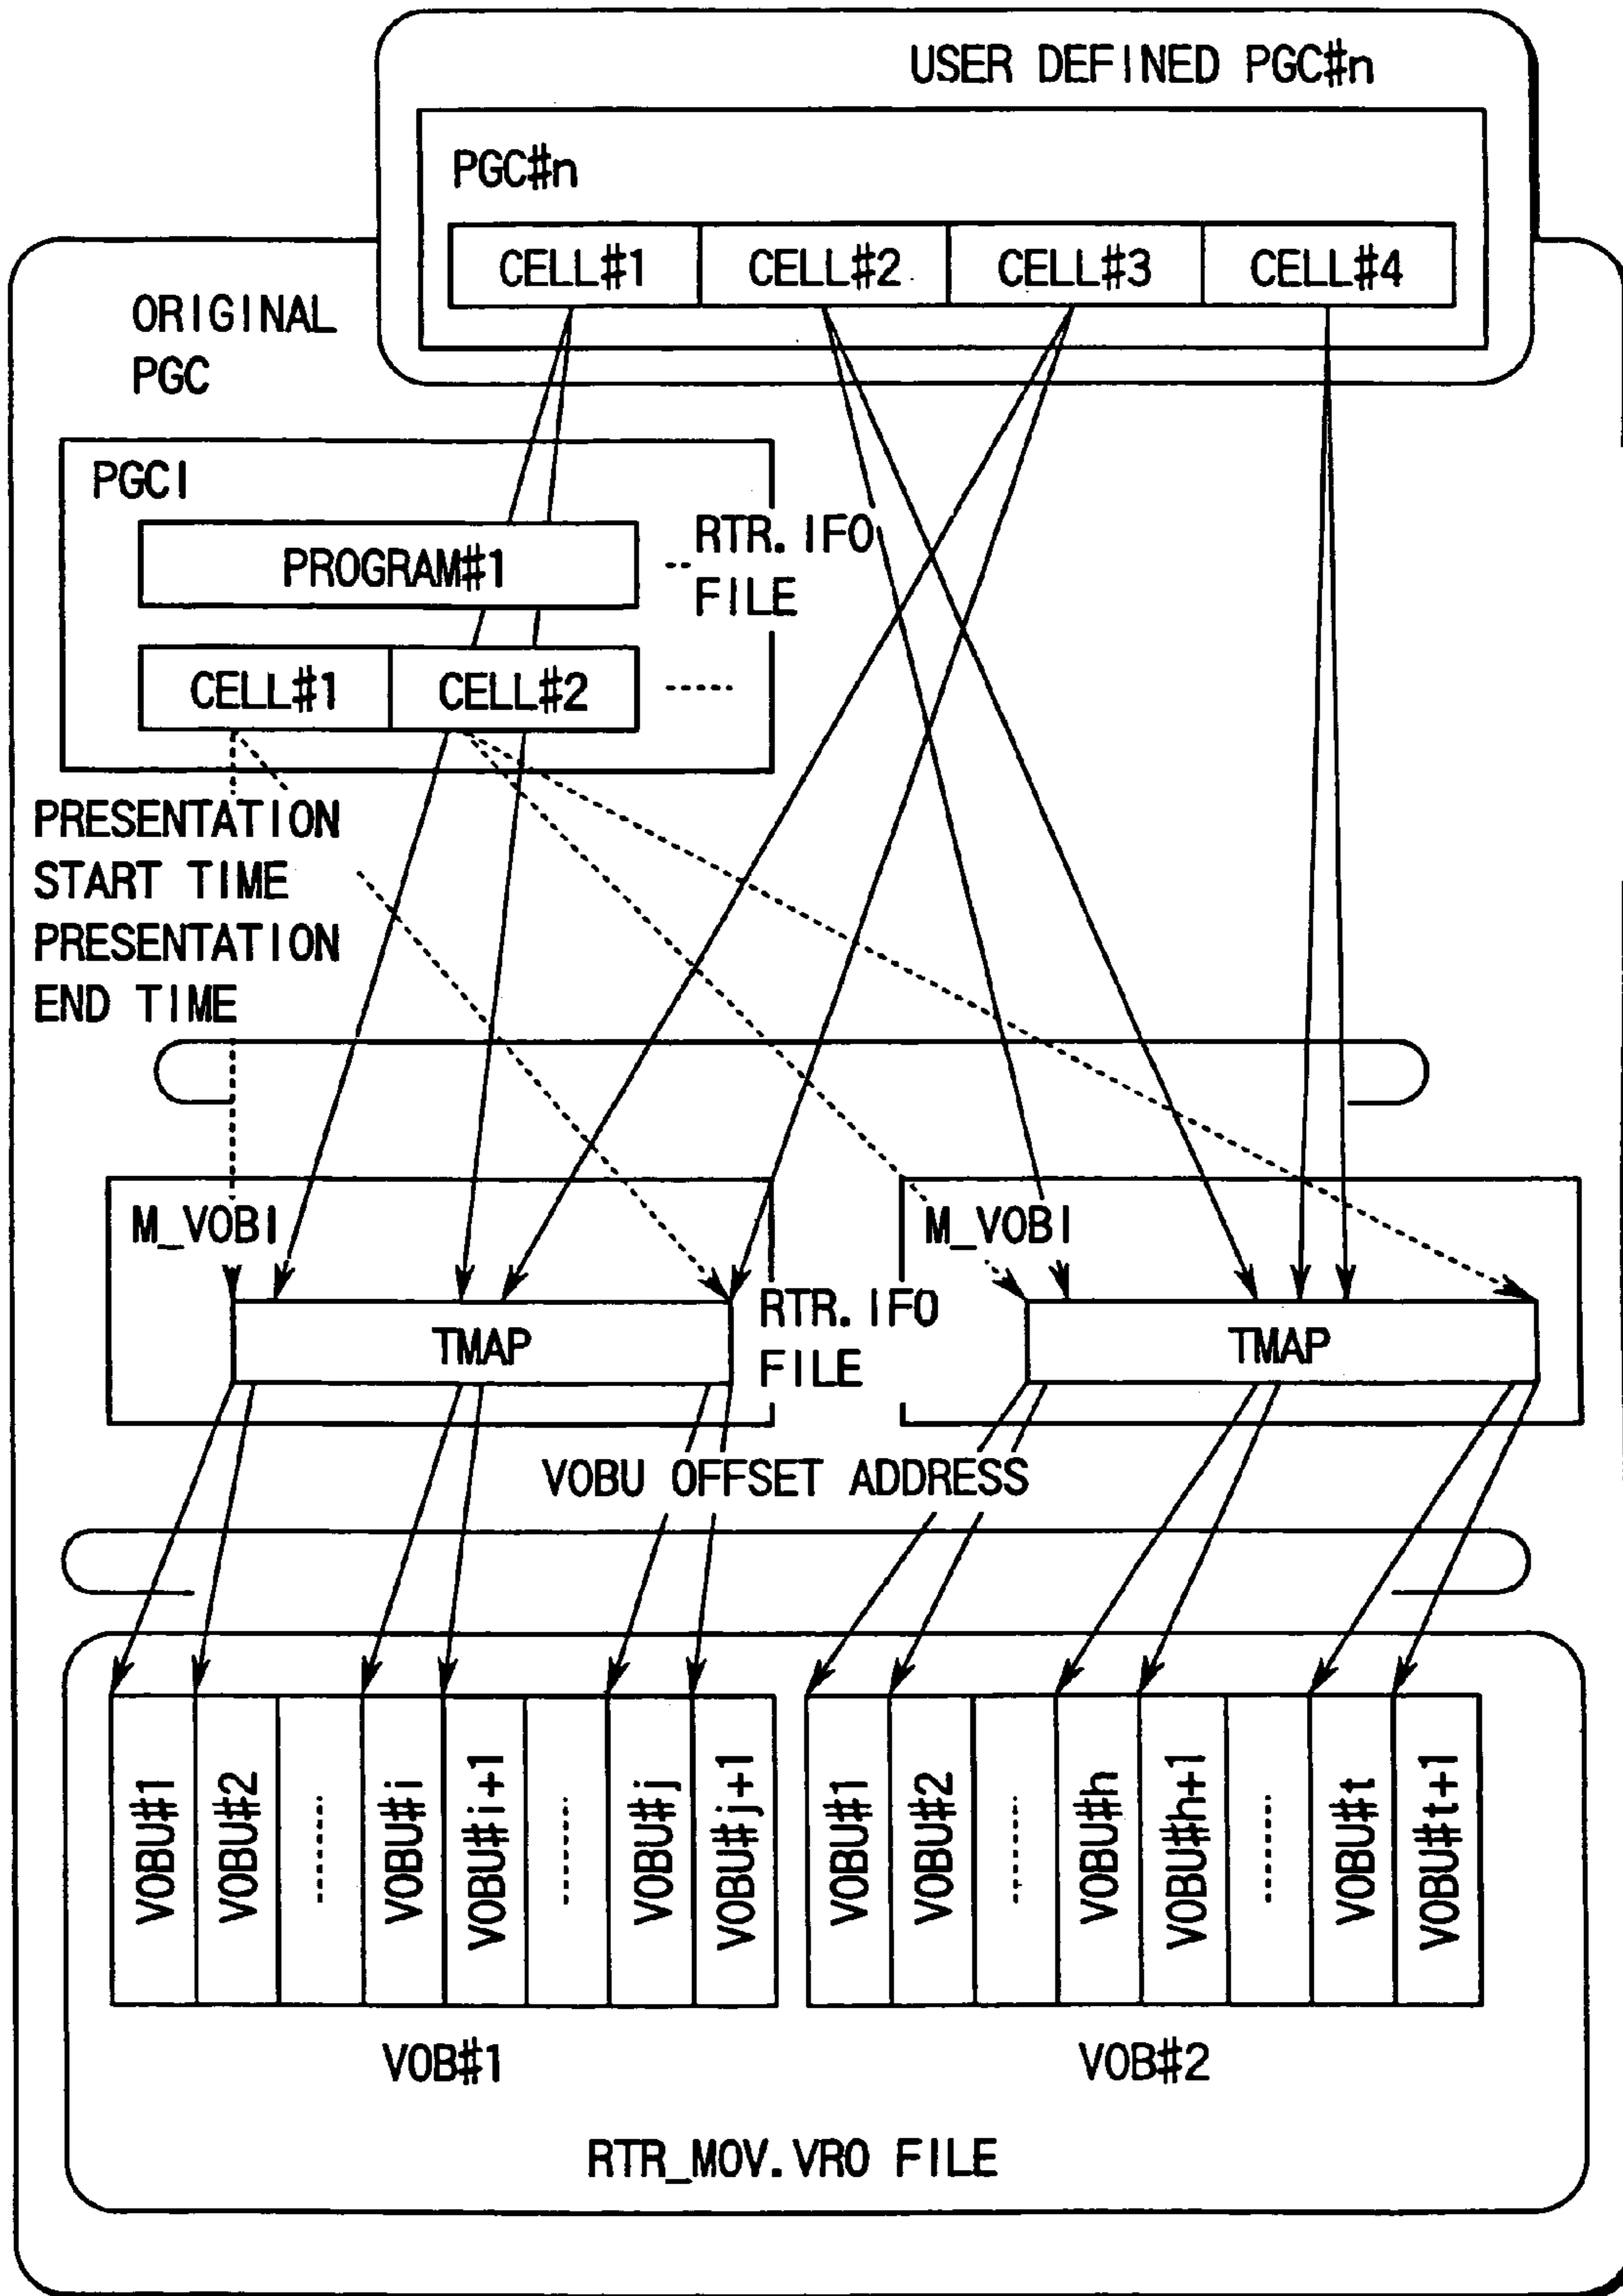 USER DEFINED PGC#n
PGC#n
CELL#1 CELL#2 CELL#3 CELL#4
ORIGINAL
PGC
PGCI
PROGRAM#1
RTR.IFO
FILE
CELL#1 CELL#2
PRESENTATION
START TIME
PRESENTATION
END TIME
M_VOBI
TMAP
RTR.IFO
FILE
M_VOBI
TMAP
VOBU OFFSET ADDRESS
VOBU#1
VOBU#2
VOBU#i
VOBU#i+1
VOBU#j
VOBU#j+1
VOBU#1
VOBU#2
VOBU#h
VOBU#h+1
VOBU#t
VOBU#t+1
VOB#1
VOB#2
RTR_MOV.VRO FILE